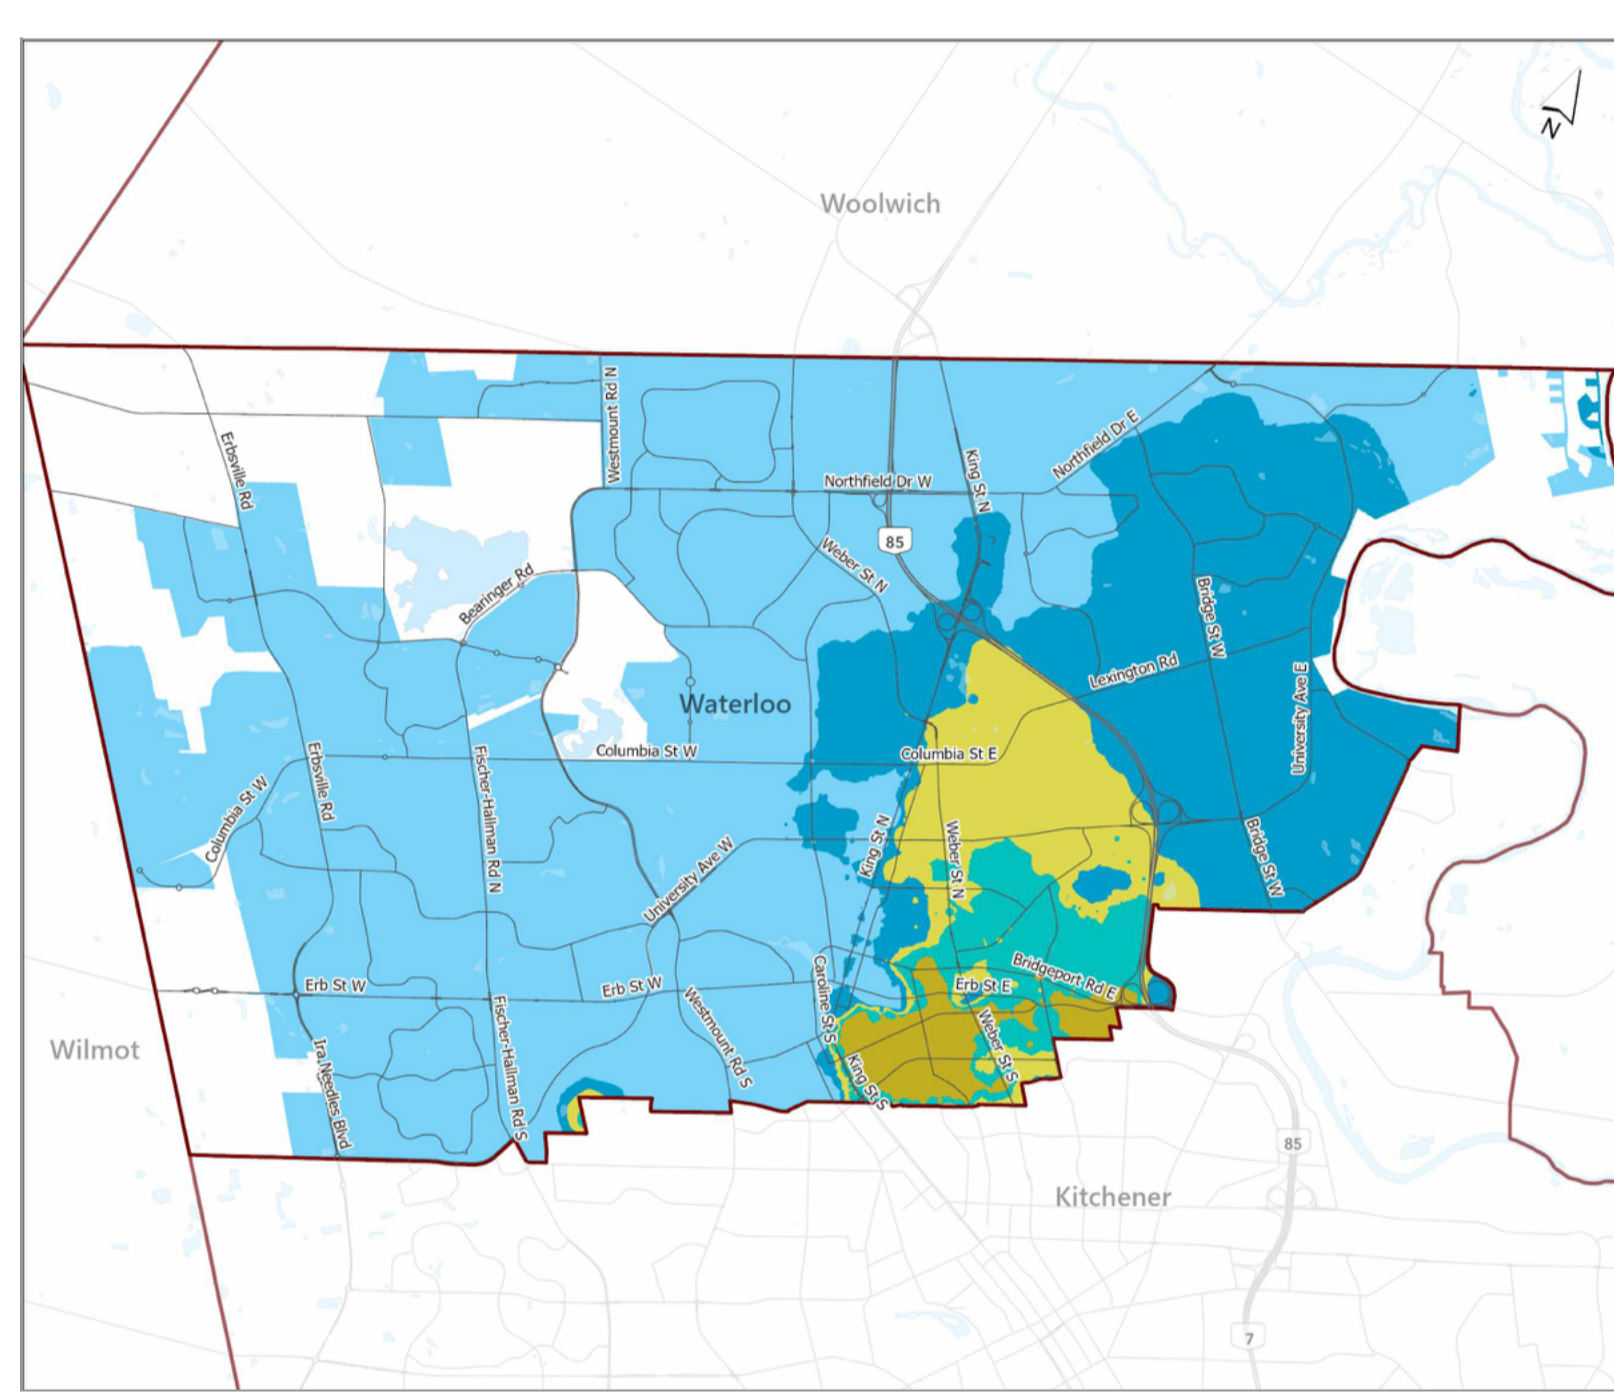 N
Woolwich
Westmount Rd N
Erbsville Rd
Northfield Dr E
King St N
Northfield Dr W
85
Weber St N
Bearinger Rd
Bridge St W
Lexington Rd
Waterloo
University Ave E
Columbia St W
Columbia St E
Erbsville Rd
Fischer-Hallman Rd N
Columbia St W
King St N
Weber St N
Bridge St W
University Ave W
Caroline St S
Bridgeport Rd E
Erb St W
Erb St W
Erb St E
Westmount Rd S
Weber St S
Fischer-Hallman Rd S
Wilmot
Ira Needles Blvd
King St S
85
Kitchener
7